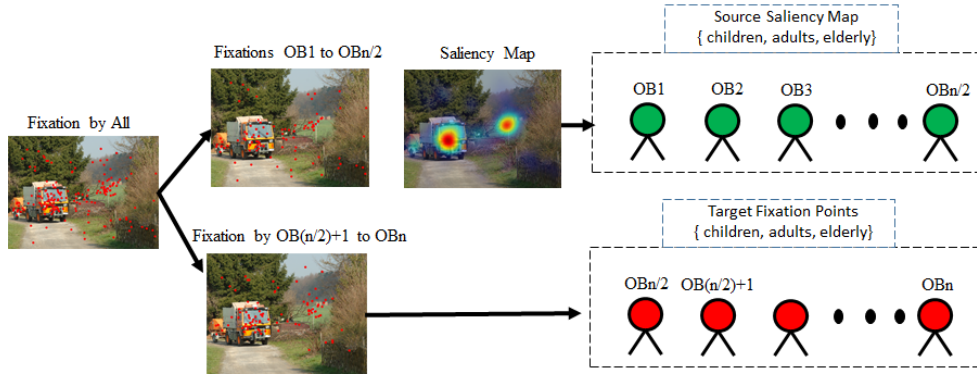 Fixation by All
Fixations OB1 to OBn/2
Saliency Map
Source Saliency Map
{ children, adults, elderly}
OB1
OB2
OB3
OBn/2
Fixation by OB(n/2)+1 to OBn
Target Fixation Points
{ children, adults, elderly}
OBn/2
OB(n/2)+1
OBn